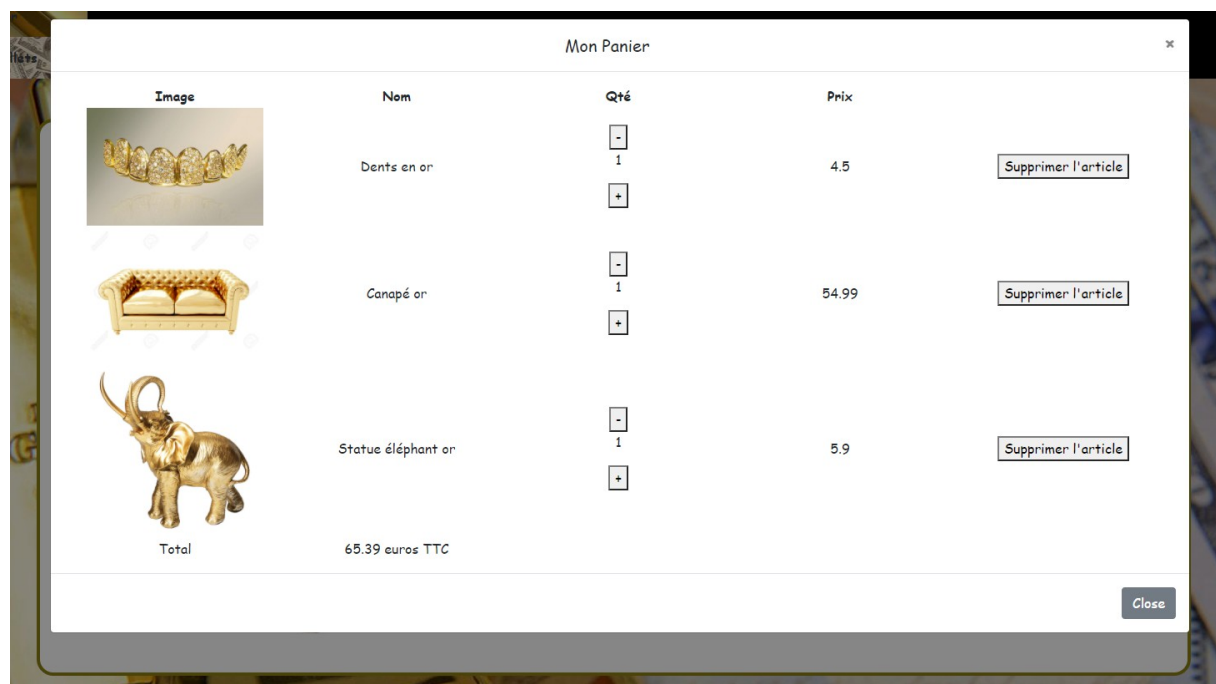 Mon Panier ×
Image Nom Qté Prix
Dents en or - 1 + 4.5 Supprimer l'article
Canapé or - 1 + 54.99 Supprimer l'article
Statue éléphant or - 1 + 5.9 Supprimer l'article
Total 65.39 euros TTC
Close